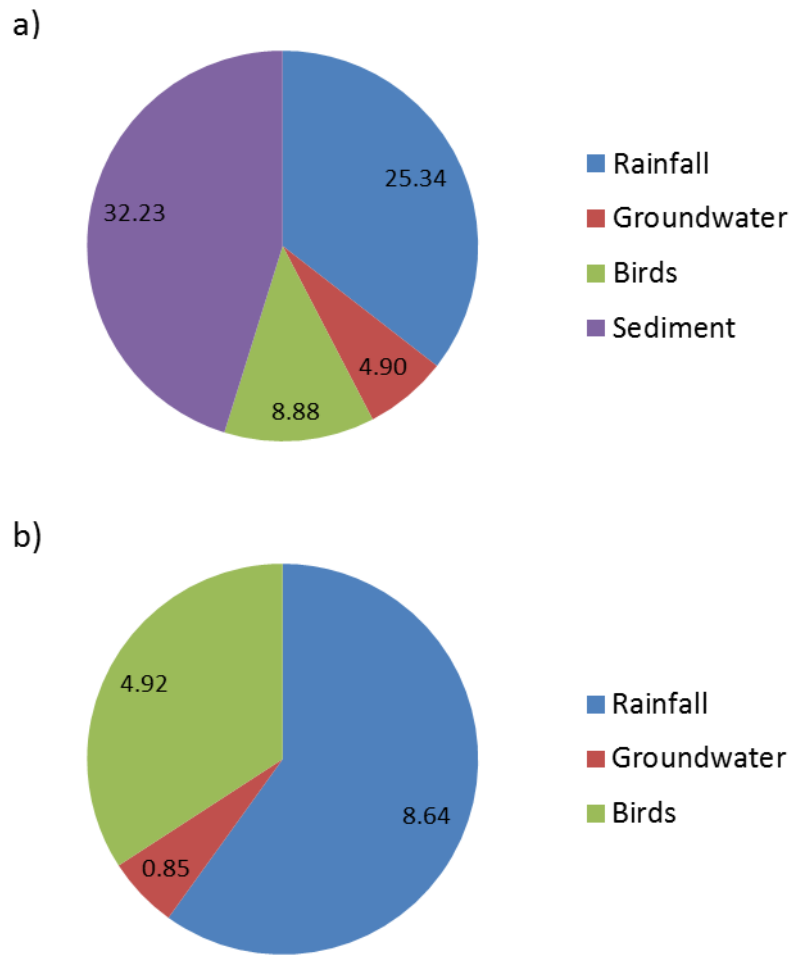 a)
25.34
4.90
8.88
32.23
Rainfall
Groundwater
Birds
Sediment
b)
8.64
0.85
4.92
Rainfall
Groundwater
Birds